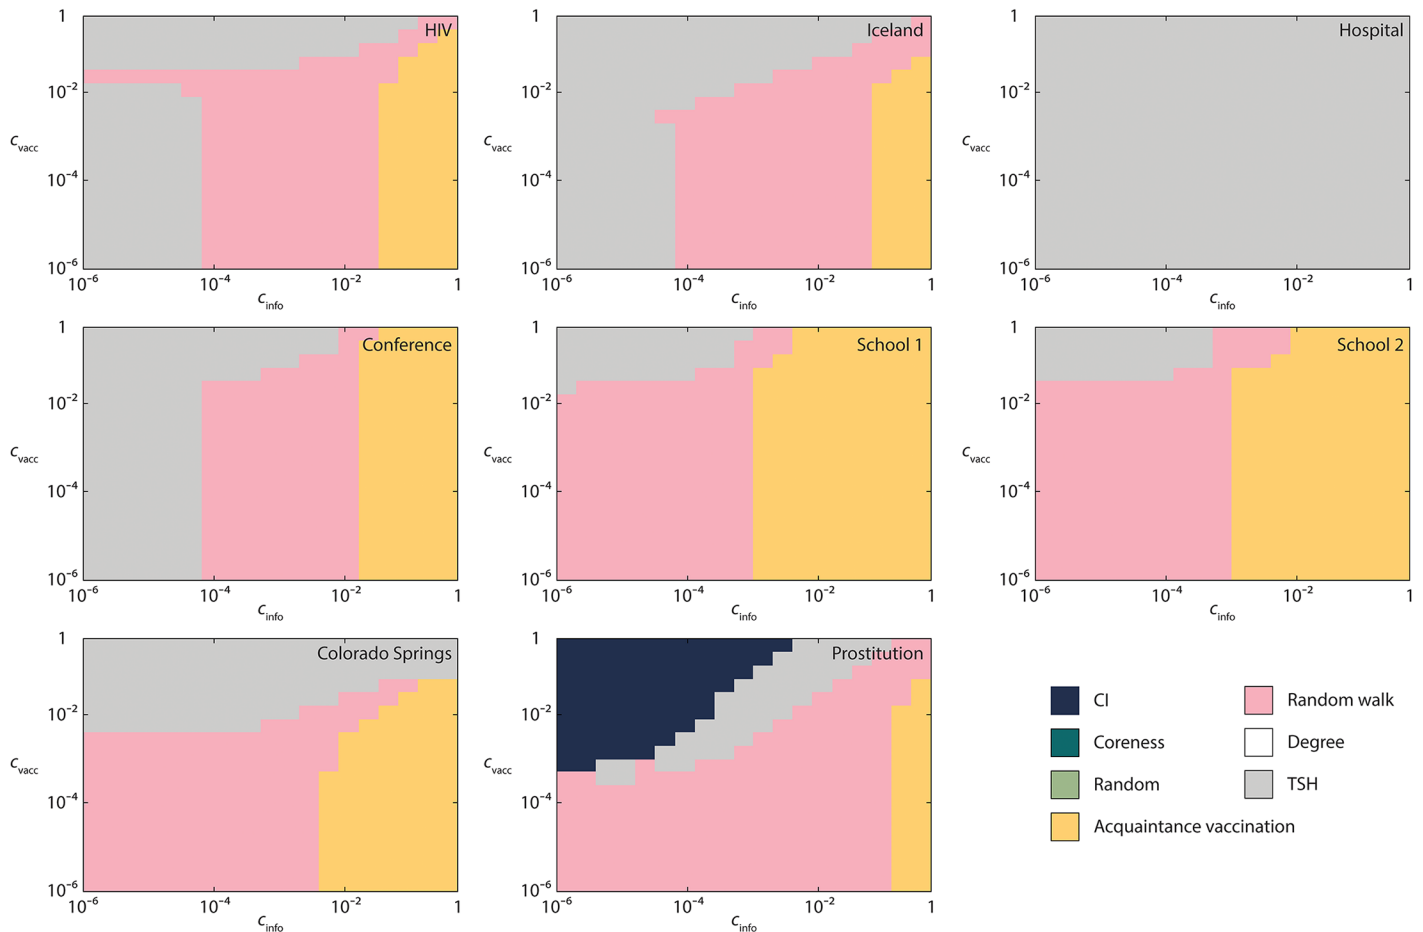 HIV
1
10⁻²
c_vacc
10⁻⁴
10⁻⁶
10⁻⁶ 10⁻⁴ 10⁻² 1
c_info
Iceland
1
10⁻²
c_vacc
10⁻⁴
10⁻⁶
10⁻⁶ 10⁻⁴ 10⁻² 1
c_info
Hospital
1
10⁻²
c_vacc
10⁻⁴
10⁻⁶
10⁻⁶ 10⁻⁴ 10⁻² 1
c_info
Conference
1
10⁻²
c_vacc
10⁻⁴
10⁻⁶
10⁻⁶ 10⁻⁴ 10⁻² 1
c_info
School 1
1
10⁻²
c_vacc
10⁻⁴
10⁻⁶
10⁻⁶ 10⁻⁴ 10⁻² 1
c_info
School 2
1
10⁻²
c_vacc
10⁻⁴
10⁻⁶
10⁻⁶ 10⁻⁴ 10⁻² 1
c_info
Colorado Springs
1
10⁻²
c_vacc
10⁻⁴
10⁻⁶
10⁻⁶ 10⁻⁴ 10⁻² 1
c_info
Prostitution
1
10⁻²
c_vacc
10⁻⁴
10⁻⁶
10⁻⁶ 10⁻⁴ 10⁻² 1
c_info
CI
Coreness
Random
Acquaintance vaccination
Random walk
Degree
TSH